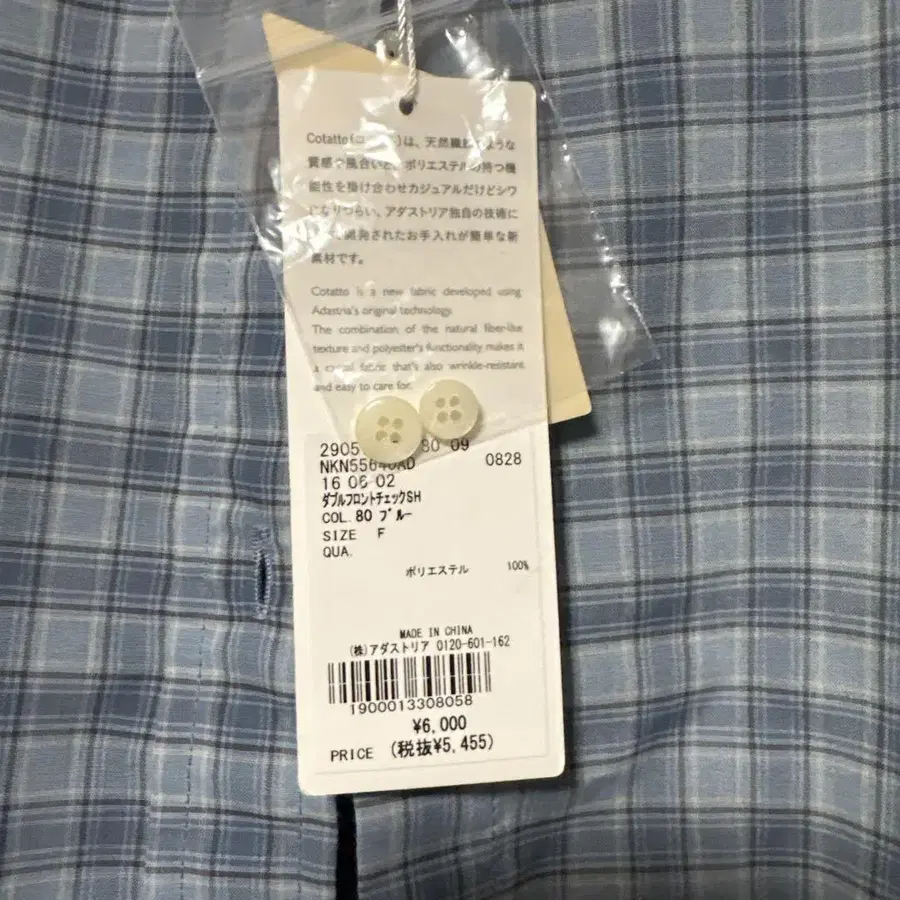 Cotatto( )は、天然繊維のような
質感や風合いと、ポリエステルの持つ機
能性を掛け合わせカジュアルだけどシワ
になりづらい、アダストリア独自の技術に
開発されたお手入れが簡単な新
素材です。
Cotatto is a new fabric developed using
Adastria's original technology.
The combination of the natural fiber-like
texture and polyester's functionality makes it
a casual fabric that's also wrinkle-resistant
and easy to care for.
2905 80 09
0828
16 06 02
ダブルフロントチェックSH
COL. 80 ブルー
SIZE F
QUA.
ポリエステル 100%
MADE IN CHINA
(株)アダストリア 0120-601-162
1900013308058
¥6,000
PRICE (税抜¥5,455)